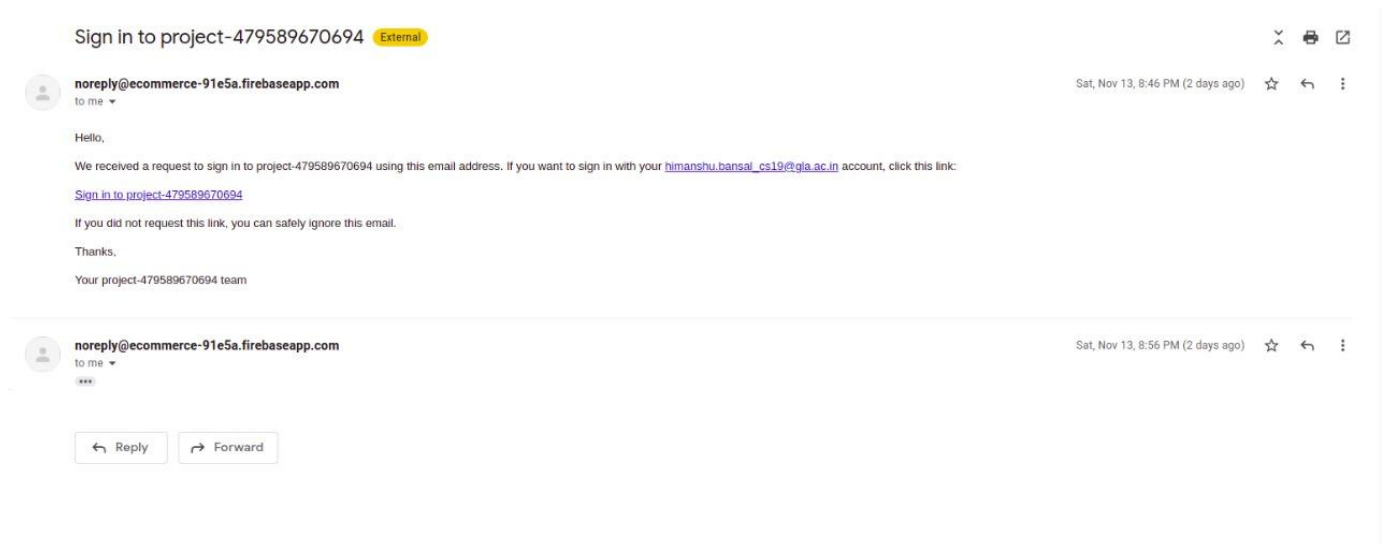 Sign in to project-479589670694 External
noreply@ecommerce-91e5a.firebaseapp.com Sat, Nov 13, 8:46 PM (2 days ago)
to me
Hello,
We received a request to sign in to project-479589670694 using this email address. If you want to sign in with your himanshu.bansal_cs19@gla.ac.in account, click this link:
Sign in to project-479589670694
If you did not request this link, you can safely ignore this email.
Thanks,
Your project-479589670694 team
noreply@ecommerce-91e5a.firebaseapp.com Sat, Nov 13, 8:56 PM (2 days ago)
to me
Reply Forward